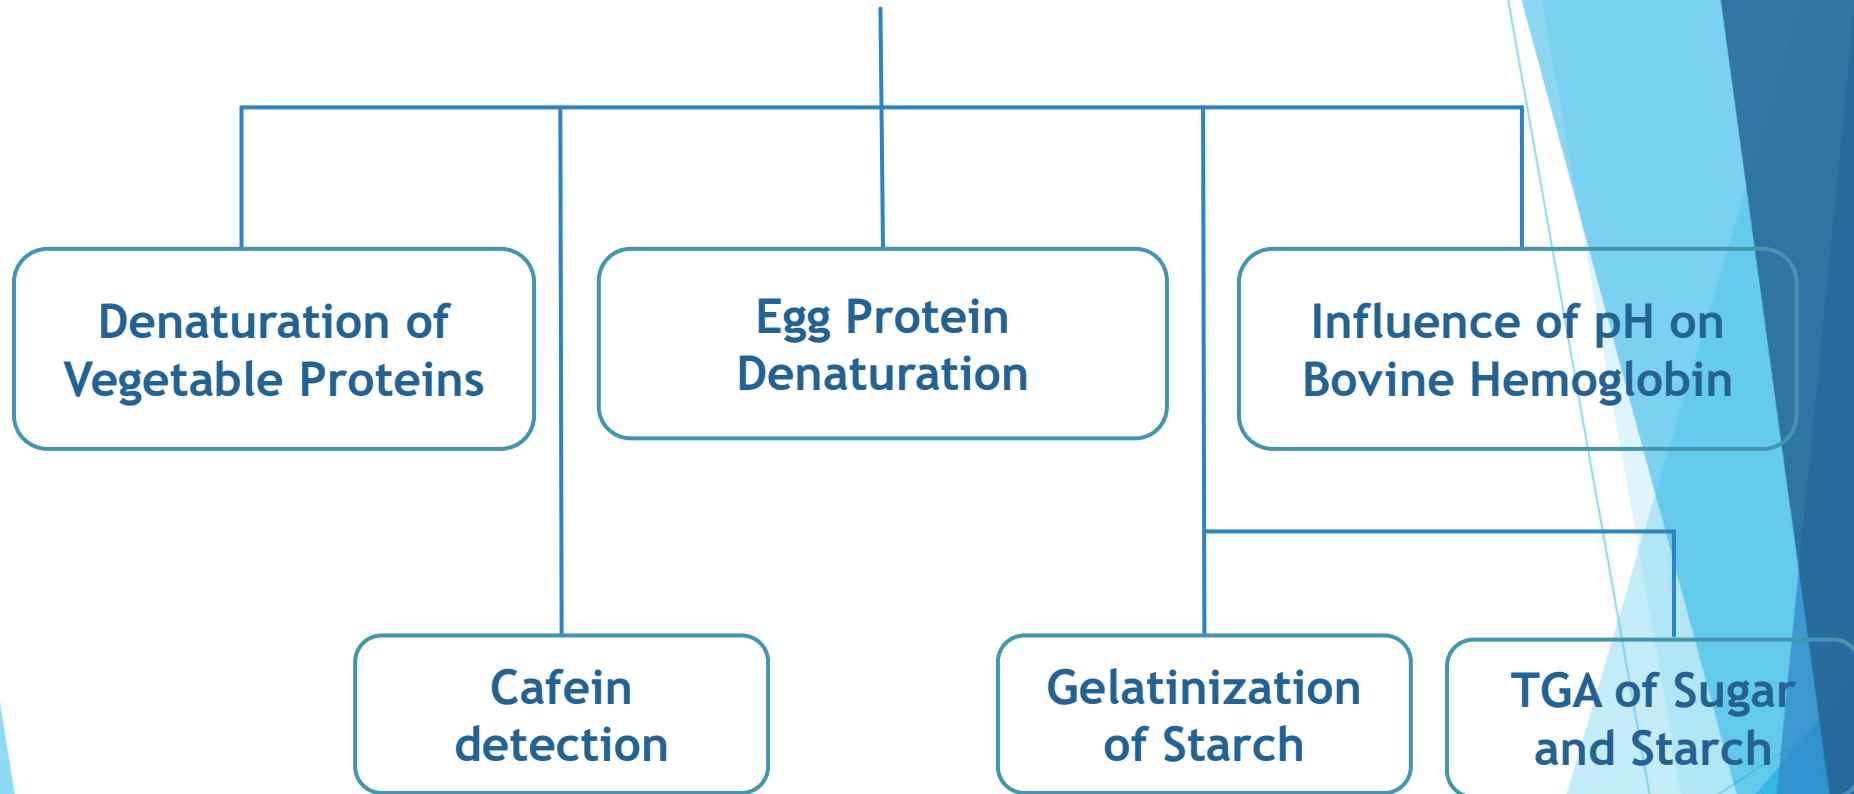 Denaturation of
Vegetable Proteins
Egg Protein
Denaturation
Influence of pH on
Bovine Hemoglobin
Cafein
detection
Gelatinization
of Starch
TGA of Sugar
and Starch